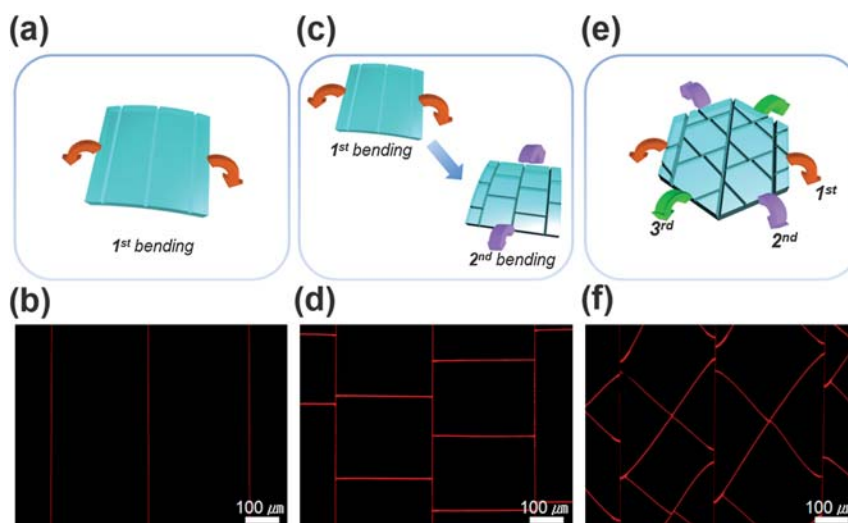 (a)
1st bending
(b)
100 μm
(c)
1st bending
2nd bending
(d)
100 μm
(e)
1st
2nd
3rd
(f)
100 μm